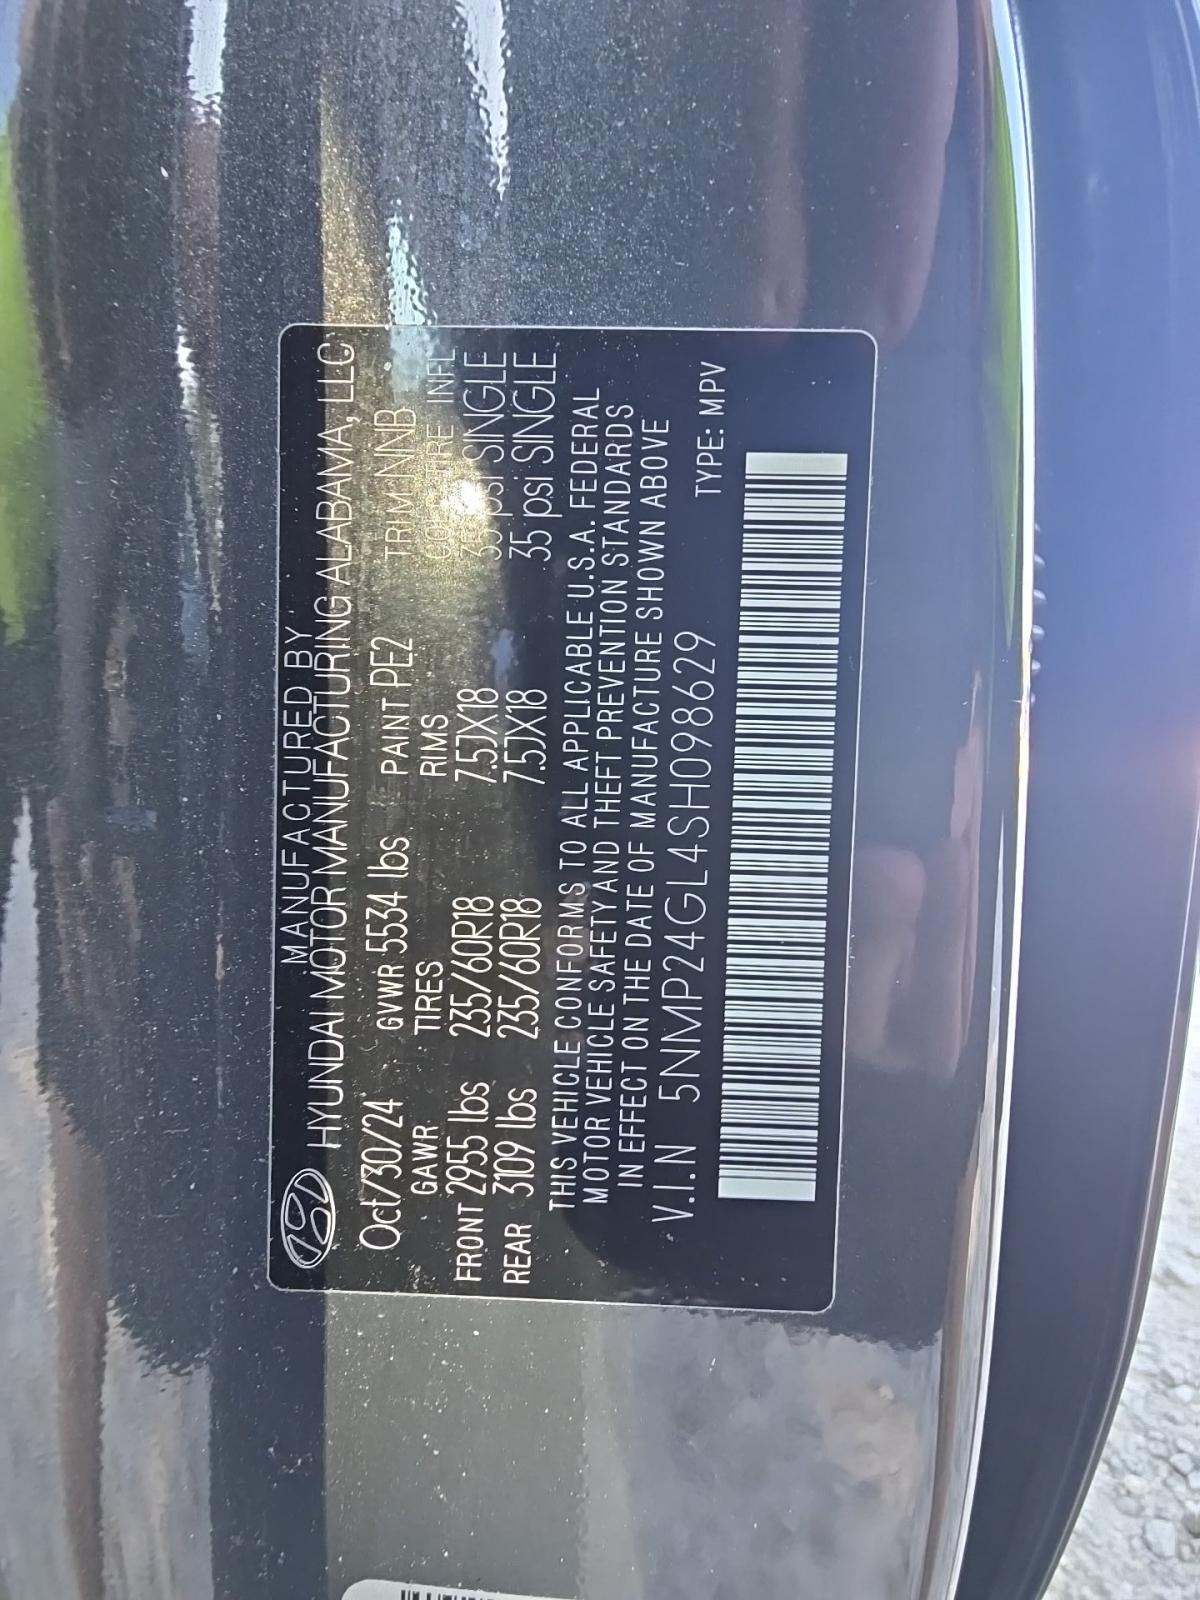 MANUFACTURED BY
HYUNDAI MOTOR MANUFACTURING ALABAMA, LLC
Oct/30/24 GVWR 5534 lbs PAINT PE2 TRIM NNB
GAWR TIRES RIMS COLD TIRE INFL
FRONT 2955 lbs 235/60R18 7.5JX18 35 psi SINGLE
REAR 3109 lbs 235/60R18 7.5JX18 35 psi SINGLE
THIS VEHICLE CONFORMS TO ALL APPLICABLE U.S.A. FEDERAL
MOTOR VEHICLE SAFETY AND THEFT PREVENTION STANDARDS
IN EFFECT ON THE DATE OF MANUFACTURE SHOWN ABOVE
V.I.N 5NMP24GL4SH098629 TYPE: MPV